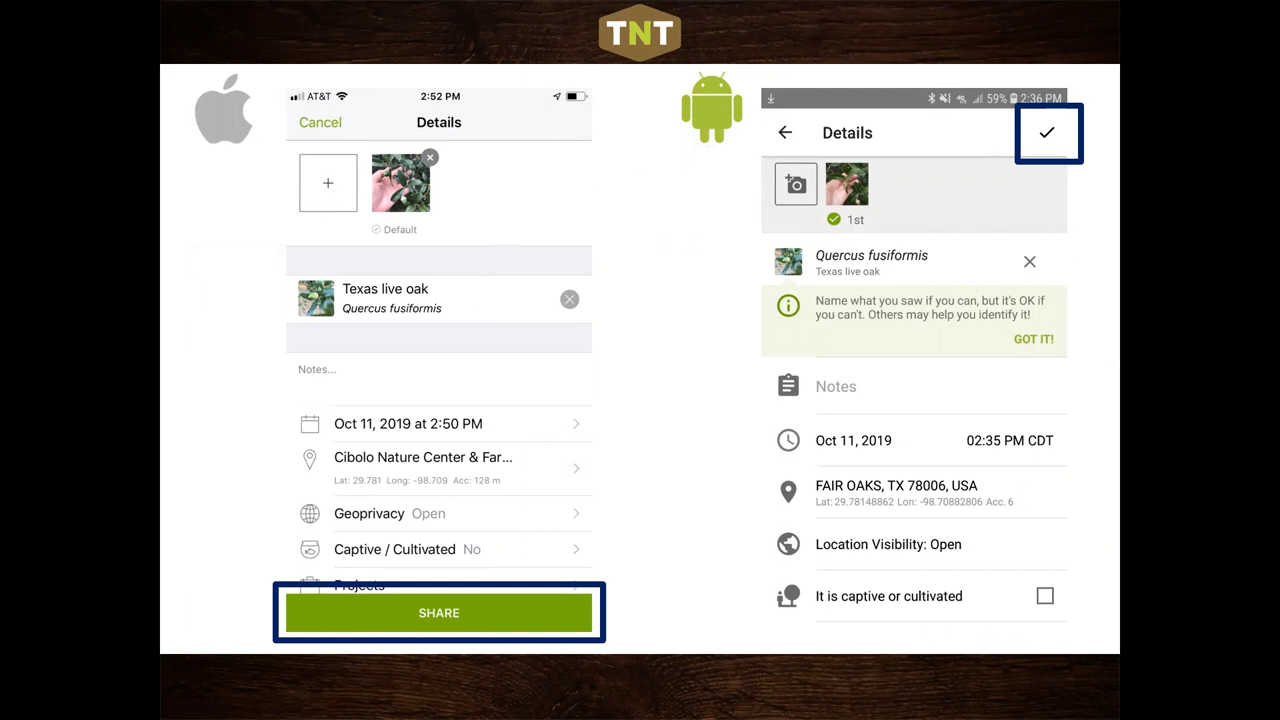 TNT
AT&T
2:52 PM
Cancel
Details
Default
Texas live oak
Quercus fusiformis
Notes...
Oct 11, 2019 at 2:50 PM
Cibolo Nature Center & Far...
Lat: 29.781 Long: -98.709 Acc: 128 m
Geoprivacy Open
Captive / Cultivated No
Projects
SHARE
59% 2:36 PM
Details
1st
Quercus fusiformis
Texas live oak
Name what you saw if you can, but it's OK if
you can't. Others may help you identify it!
GOT IT!
Notes
Oct 11, 2019 02:35 PM CDT
FAIR OAKS, TX 78006, USA
Lat: 29.78148862 Lon: -98.70882806 Acc. 6
Location Visibility: Open
It is captive or cultivated